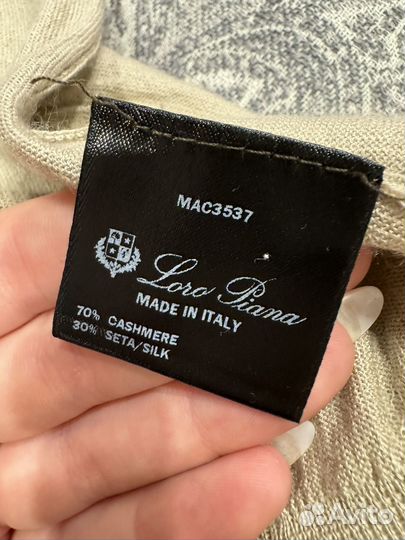 MAC3537
Loro Piana
MADE IN ITALY
70% CASHMERE
30% SETA/SILK
Avito